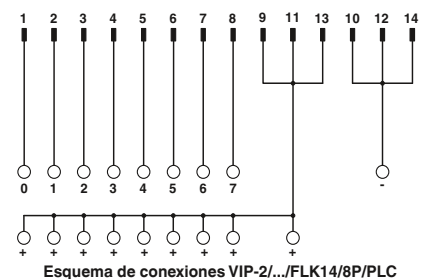 1 2 3 4 5 6 7 8 9 11 13 10 12 14
0 1 2 3 4 5 6 7 -
+ + + + + + + + +
Esquema de conexiones VIP-2/.../FLK14/8P/PLC